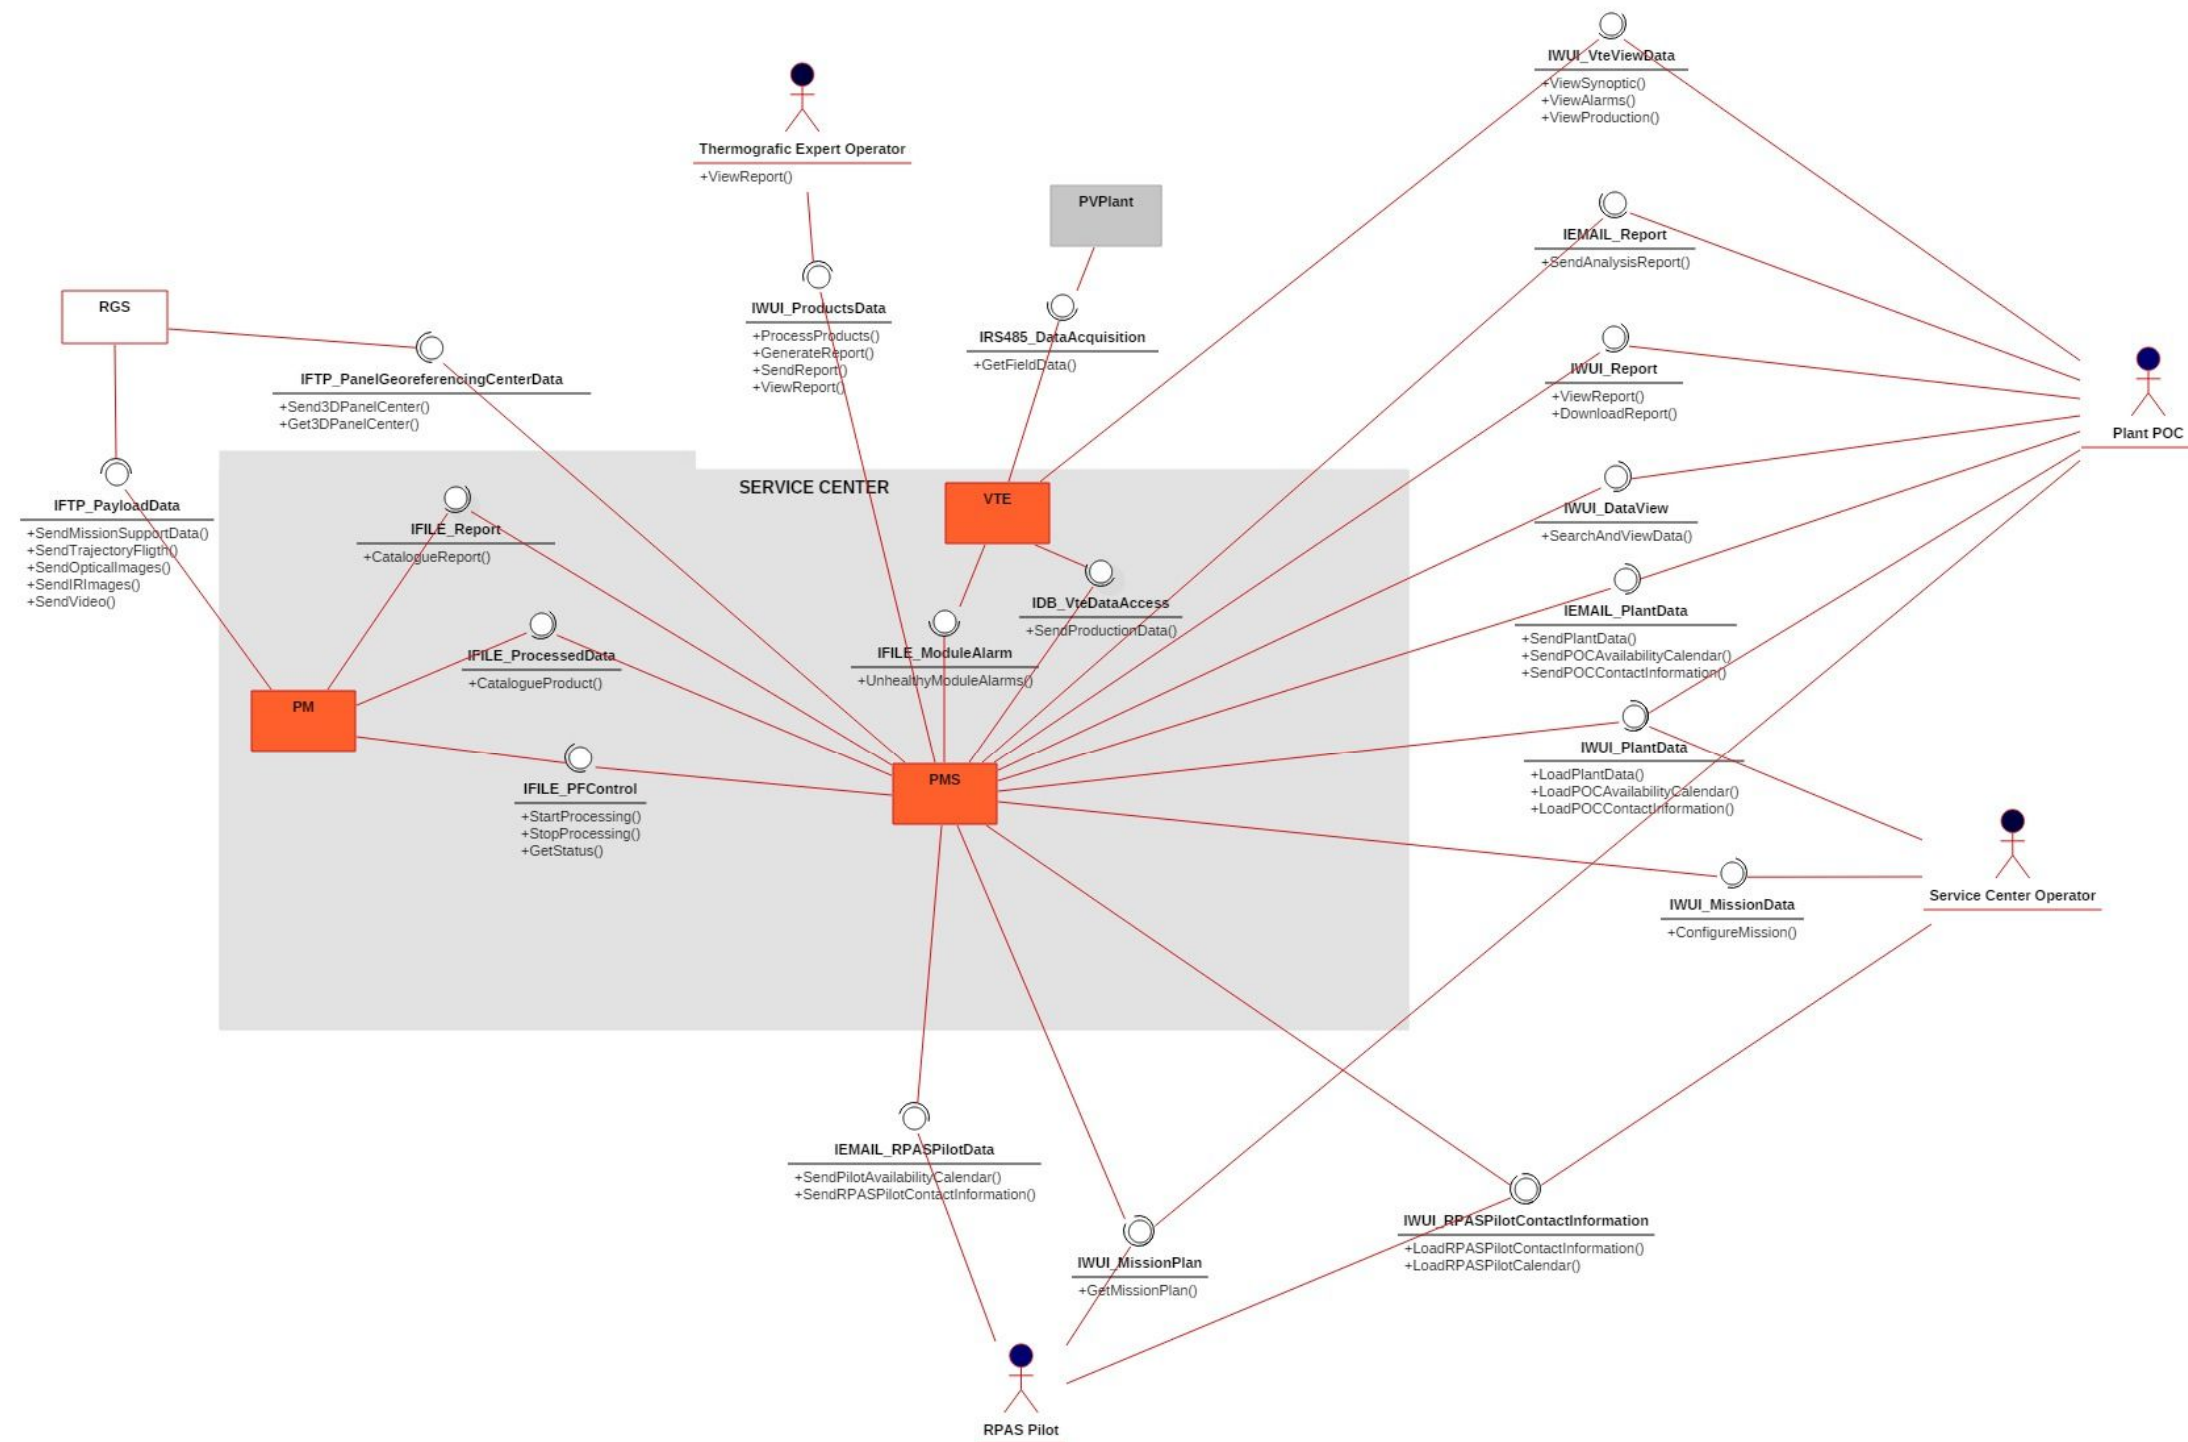 IWUI_VteViewData
+ViewSynoptic()
+ViewAlarms()
+ViewProduction()
Thermografic Expert Operator
+ViewReport()
PVPlant
IEMAIL_Report
+SendAnalysisReport()
RGS
IWUI_ProductsData
+ProcessProducts()
+GenerateReport()
+SendReport()
+ViewReport()
IRS485_DataAcquisition
+GetFieldData()
IWUI_Report
+ViewReport()
+DownloadReport()
IFTP_PanelGeoreferencingCenterData
+Send3DPanelCenter()
+Get3DPanelCenter()
Plant POC
SERVICE CENTER
VTE
IFTP_PayloadData
+SendMissionSupportData()
+SendTrajectoryFligth()
+SendOpticalImages()
+SendIRImages()
+SendVideo()
IFILE_Report
+CatalogueReport()
IWUI_DataView
+SearchAndViewData()
IDB_VteDataAccess
+SendProductionData()
IEMAIL_PlantData
+SendPlantData()
+SendPOCAvailabilityCalendar()
+SendPOCContactInformation()
IFILE_ProcessedData
+CatalogueProduct()
IFILE_ModuleAlarm
+UnhealthyModuleAlarms()
PM
IWUI_PlantData
+LoadPlantData()
+LoadPOCAvailabilityCalendar()
+LoadPOCContactInformation()
PMS
IFILE_PFControl
+StartProcessing()
+StopProcessing()
+GetStatus()
Service Center Operator
IWUI_MissionData
+ConfigureMission()
IEMAIL_RPASPilotData
+SendPilotAvailabilityCalendar()
+SendRPASPilotContactInformation()
IWUI_RPASPilotContactInformation
+LoadRPASPilotContactInformation()
+LoadRPASPilotCalendar()
IWUI_MissionPlan
+GetMissionPlan()
RPAS Pilot